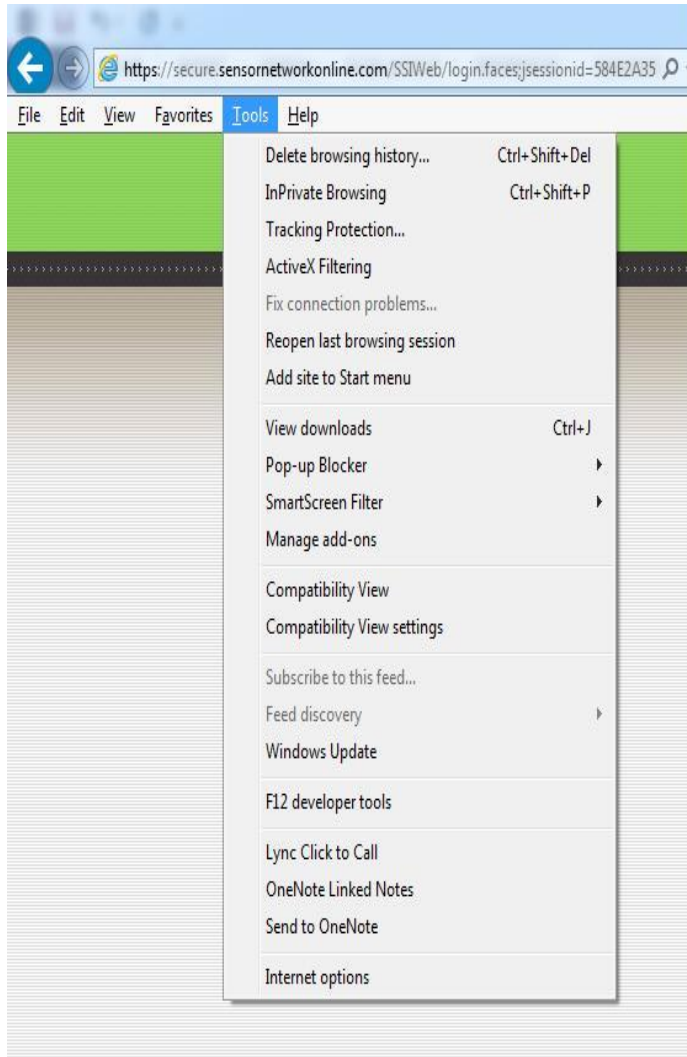 https://secure.sensornetworkonline.com/SSIWeb/login.faces;jsessionid=584E2A35
File Edit View Favorites Tools Help
Delete browsing history... Ctrl+Shift+Del
InPrivate Browsing Ctrl+Shift+P
Tracking Protection...
ActiveX Filtering
Fix connection problems...
Reopen last browsing session
Add site to Start menu
View downloads Ctrl+J
Pop-up Blocker
SmartScreen Filter
Manage add-ons
Compatibility View
Compatibility View settings
Subscribe to this feed...
Feed discovery
Windows Update
F12 developer tools
Lync Click to Call
OneNote Linked Notes
Send to OneNote
Internet options